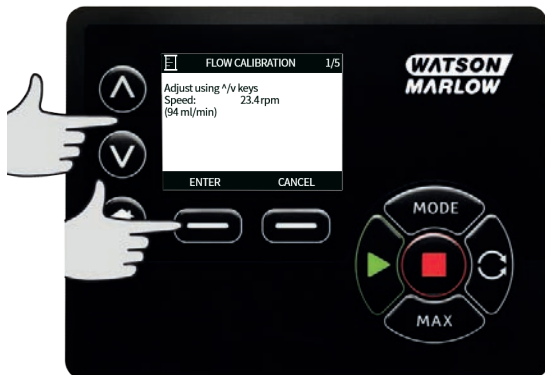 FLOW CALIBRATION 1/5
Adjust using ^/v keys
Speed: 23.4 rpm
(94 ml/min)
ENTER CANCEL
WATSON
MARLOW
MODE
MAX